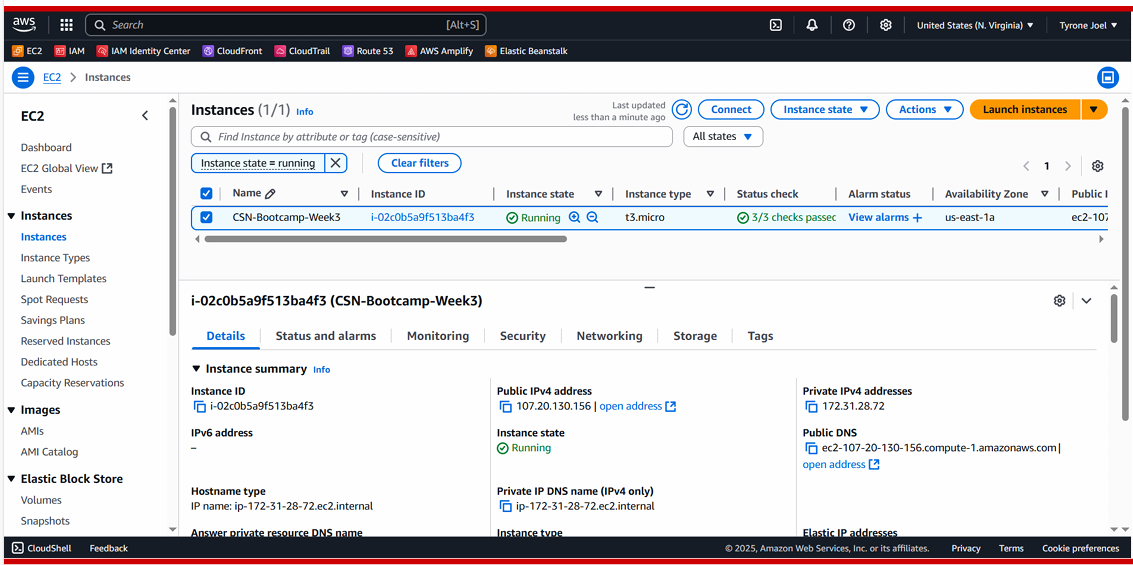 aws Search [Alt+S] United States (N. Virginia) Tyrone Joel
EC2 IAM IAM Identity Center CloudFront CloudTrail Route 53 AWS Amplify Elastic Beanstalk
EC2 > Instances
EC2
Dashboard
EC2 Global View
Events
Instances
Instances
Instance Types
Launch Templates
Spot Requests
Savings Plans
Reserved Instances
Dedicated Hosts
Capacity Reservations
Images
AMIs
AMI Catalog
Elastic Block Store
Volumes
Snapshots
Instances (1/1) Info
Last updated
less than a minute ago
Connect
Instance state
Actions
Launch instances
Find Instance by attribute or tag (case-sensitive)
All states
Instance state = running
Clear filters
1
Name Instance ID Instance state Instance type Status check Alarm status Availability Zone Public I
CSN-Bootcamp-Week3 i-02c0b5a9f513ba4f3 Running t3.micro 3/3 checks passec View alarms + us-east-1a ec2-107
i-02c0b5a9f513ba4f3 (CSN-Bootcamp-Week3)
Details Status and alarms Monitoring Security Networking Storage Tags
Instance summary Info
Instance ID
i-02c0b5a9f513ba4f3
IPv6 address
–
Hostname type
IP name: ip-172-31-28-72.ec2.internal
Answer private resource DNS name
Public IPv4 address
107.20.130.156 | open address
Instance state
Running
Private IP DNS name (IPv4 only)
ip-172-31-28-72.ec2.internal
Instance type
Private IPv4 addresses
172.31.28.72
Public DNS
ec2-107-20-130-156.compute-1.amazonaws.com |
open address
Elastic IP addresses
CloudShell Feedback © 2025, Amazon Web Services, Inc. or its affiliates. Privacy Terms Cookie preferences